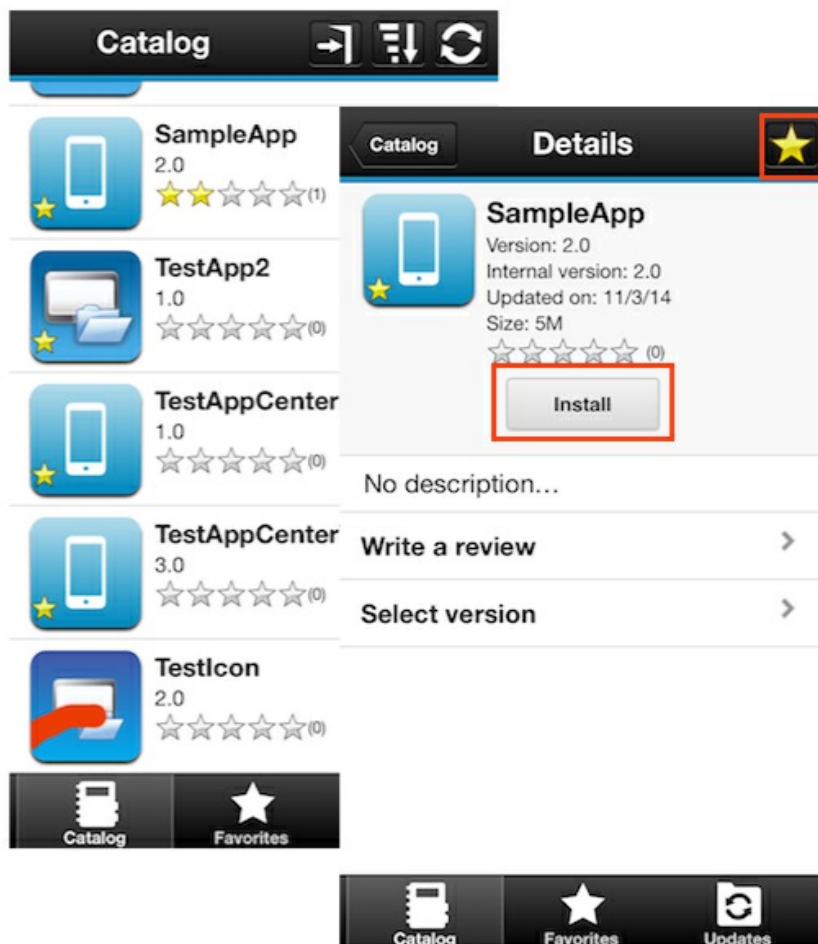 Catalog
SampleApp
2.0
(1)
TestApp2
1.0
(0)
TestAppCenter
1.0
(0)
TestAppCenter
3.0
(0)
TestIcon
2.0
(0)
Catalog
Favorites
Catalog
Details
SampleApp
Version: 2.0
Internal version: 2.0
Updated on: 11/3/14
Size: 5M
(0)
Install
No description...
Write a review
Select version
Catalog
Favorites
Updates